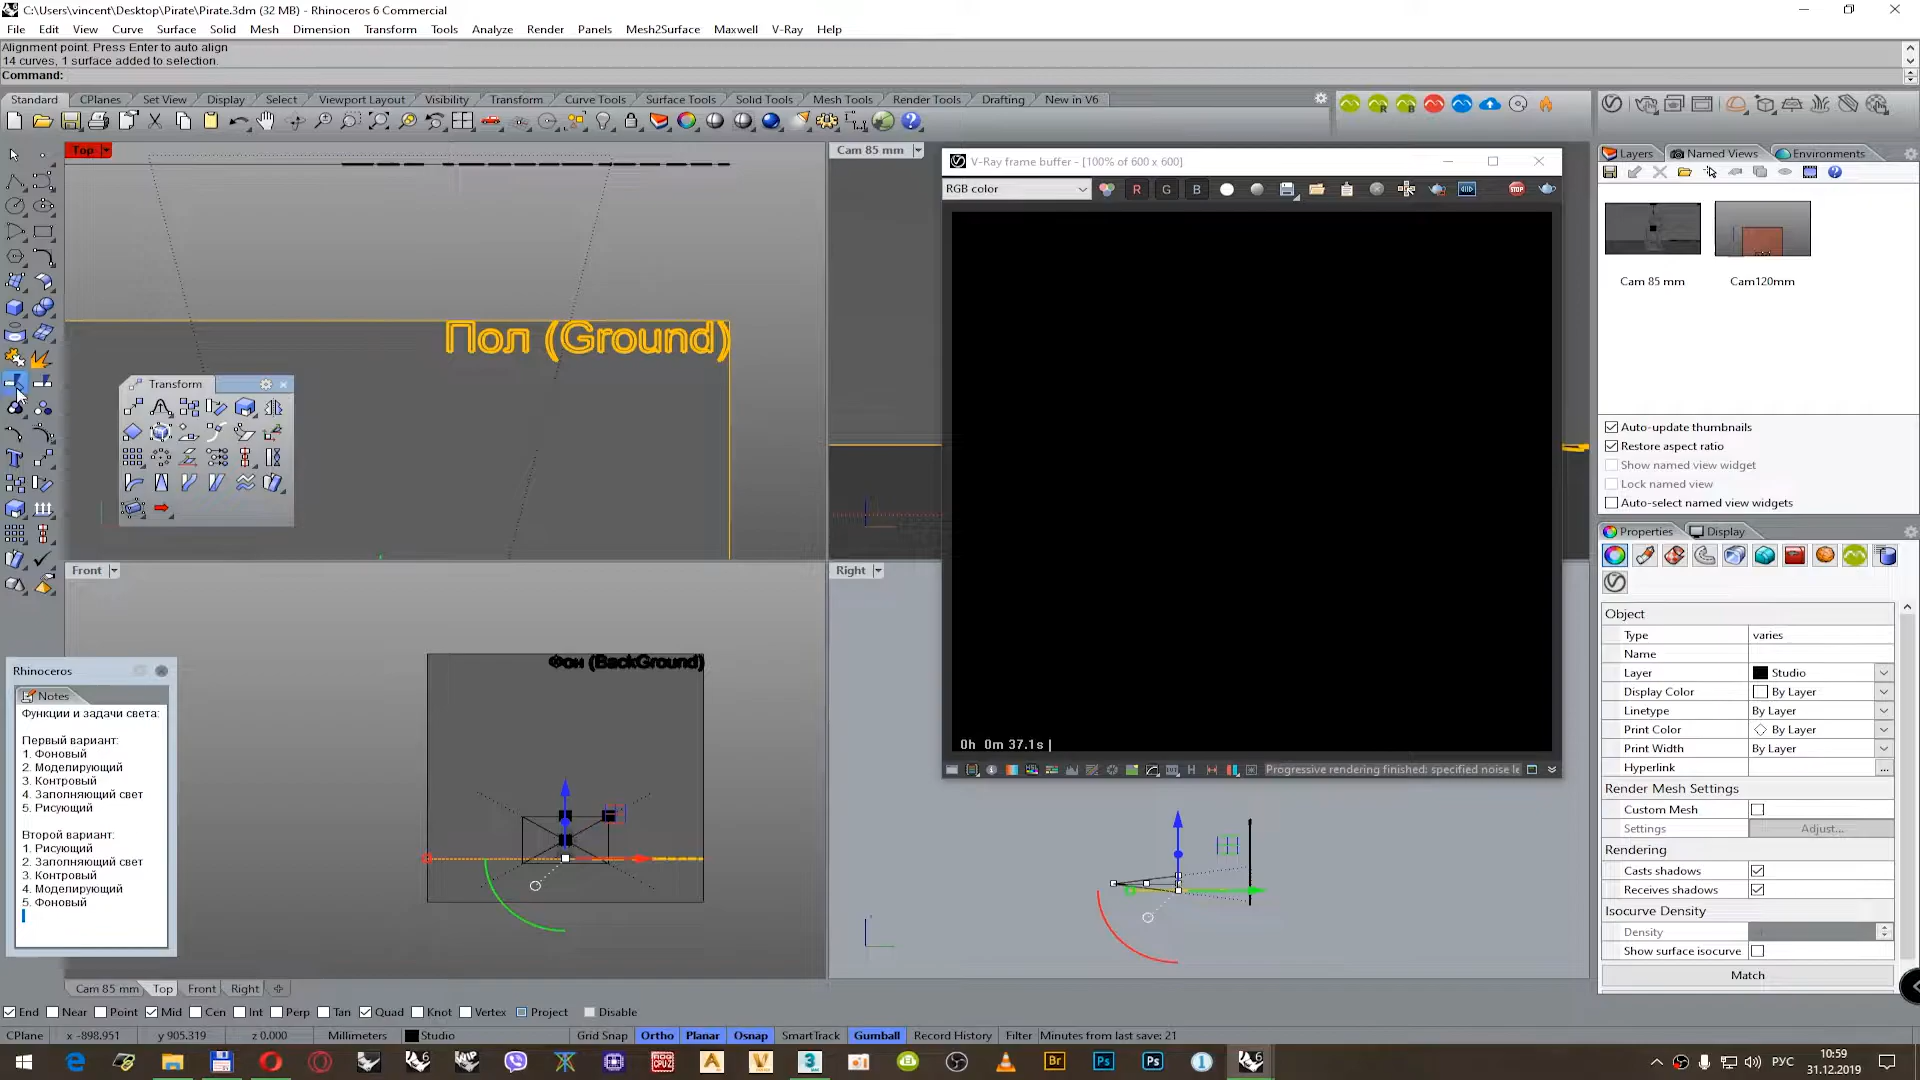 C:\Users\vincent\Desktop\Pirate\Pirate.3dm (32 MB) - Rhinoceros 6 Commercial
File Edit View Curve Surface Solid Mesh Dimension Transform Tools Analyze Render Panels Mesh2Surface Maxwell V-Ray Help
Alignment point. Press Enter to auto align
14 curves, 1 surface added to selection.
Command:
Standard CPlanes Set View Display Select Viewport Layout Visibility Transform Curve Tools Surface Tools Solid Tools Mesh Tools Render Tools Drafting New in V6
Top
Cam 85 mm
V-Ray frame buffer - [100% of 600 x 600]
RGB color
R G B
STOP
Layers Named Views Environments
Cam 85 mm Cam120mm
Пол (Ground)
Transform
Auto-update thumbnails
Restore aspect ratio
Show named view widget
Lock named view
Auto-select named view widgets
Properties Display
Front
Right
Фон (BackGround)
Rhinoceros
Notes
Функции и задачи света:
Первый вариант:
1. Фоновый
2. Моделирующий
3. Контровый
4. Заполняющий свет
5. Рисующий
Второй вариант:
1. Рисующий
2. Заполняющий свет
3. Контровый
4. Моделирующий
5. Фоновый
0h 0m 37.1s |
Progressive rendering finished: specified noise le
Object
Type varies
Name
Layer Studio
Display Color By Layer
Linetype By Layer
Print Color By Layer
Print Width By Layer
Hyperlink ...
Render Mesh Settings
Custom Mesh
Settings Adjust...
Rendering
Casts shadows
Receives shadows
Isocurve Density
Density
Show surface isocurve
Match
Cam 85 mm Top Front Right
End Near Point Mid Cen Int Perp Tan Quad Knot Vertex Project Disable
CPlane x -898.951 y 905.319 z 0.000 Millimeters Studio Grid Snap Ortho Planar Osnap SmartTrack Gumball Record History Filter Minutes from last save: 21
РУС
10:59
31.12.2019